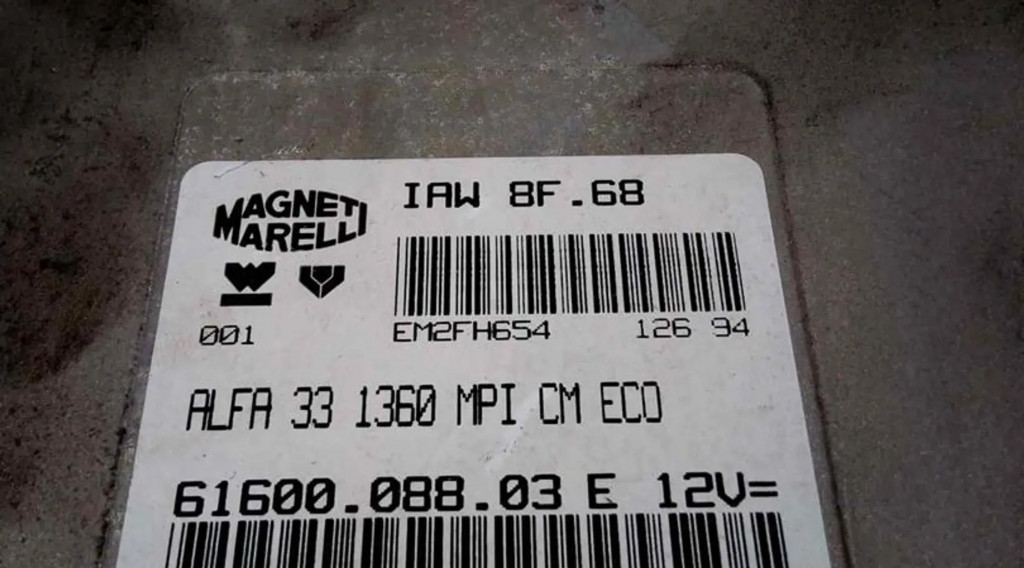 MAGNETI
MARELLI
IAW 8F.68
001
EM2FH654 126 94
ALFA 33 1360 MPI CM ECO
61600.088.03 E 12V=